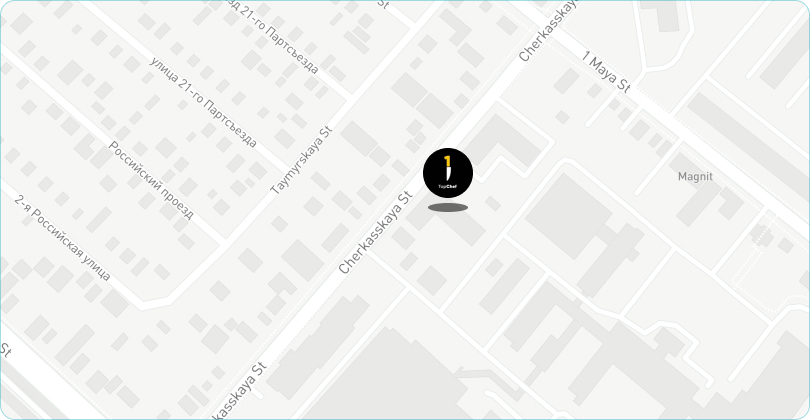 St
Cherkasskaya
зд 21-го Партсъезда
1 Maya St
улица 21-го Партсъезда
Taymyrskaya St
Российский проезд
1
TopChef
Magnit
Cherkasskaya St
2-я Российская улица
St
kasskaya St